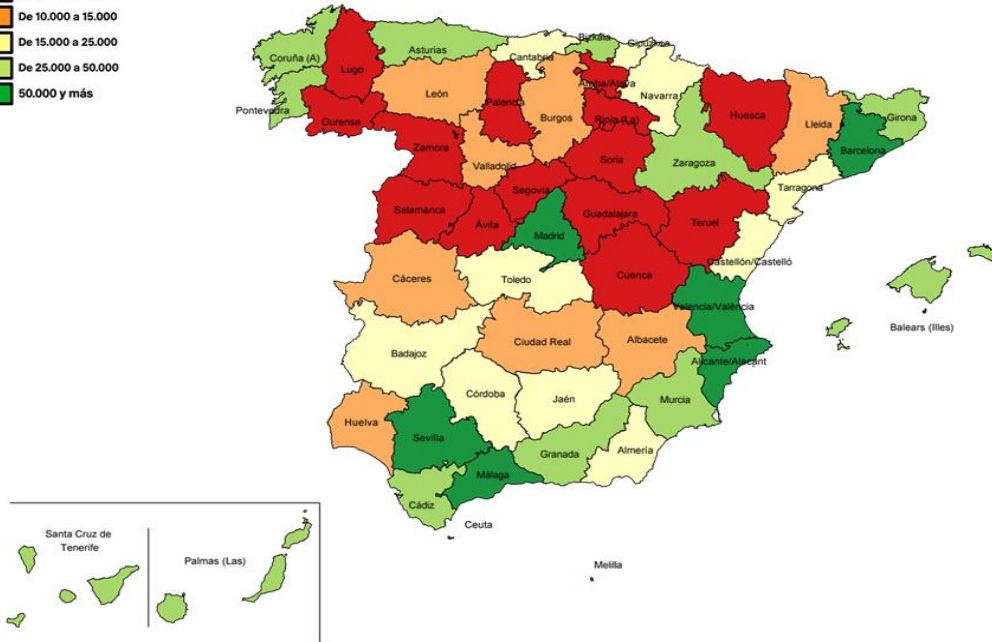 De 10.000 a 15.000
De 15.000 a 25.000
De 25.000 a 50.000
50.000 y más
Coruña (A)
Lugo
Asturias
Cantabria
Bizkaia
Gipuzkoa
Pontevedra
Ourense
León
Palencia
Burgos
Araba/Álava
Rioja (La)
Navarra
Huesca
Lleida
Girona
Barcelona
Zamora
Valladolid
Soria
Zaragoza
Tarragona
Salamanca
Ávila
Segovia
Madrid
Guadalajara
Teruel
Castellón/Castelló
Cáceres
Toledo
Cuenca
Valencia/València
Balears (Illes)
Badajoz
Ciudad Real
Albacete
Alicante/Alacant
Huelva
Sevilla
Córdoba
Jaén
Murcia
Cádiz
Málaga
Granada
Almería
Ceuta
Melilla
Santa Cruz de
Tenerife
Palmas (Las)